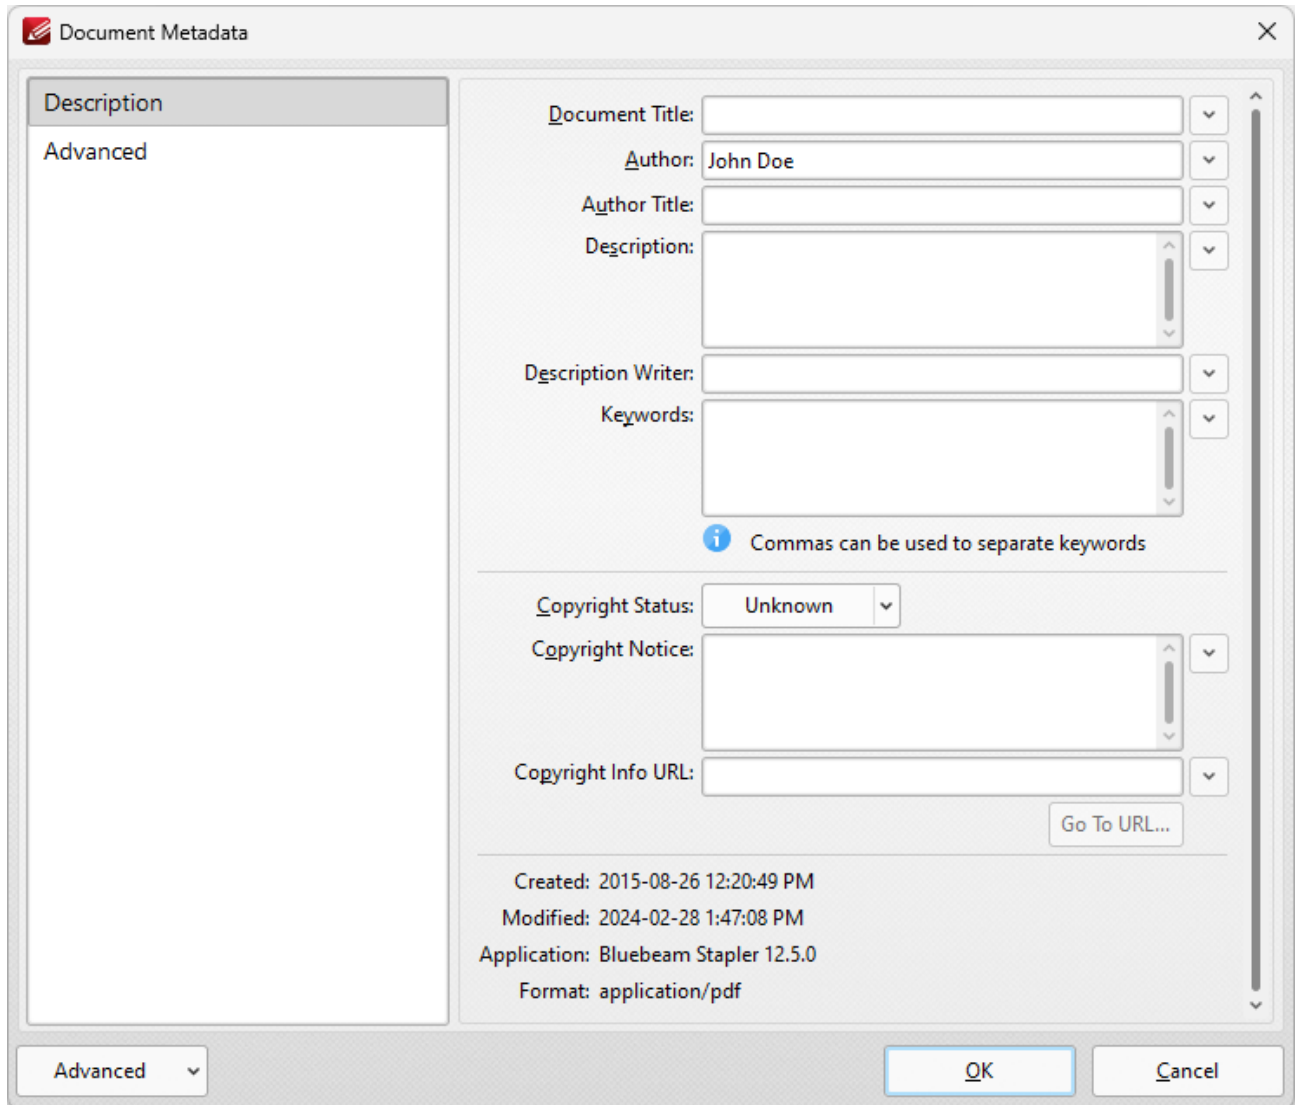 Document Metadata
Description
Advanced
Document Title:
Author: John Doe
Author Title:
Description:
Description Writer:
Keywords:
Commas can be used to separate keywords
Copyright Status: Unknown
Copyright Notice:
Copyright Info URL:
Go To URL...
Created: 2015-08-26 12:20:49 PM
Modified: 2024-02-28 1:47:08 PM
Application: Bluebeam Stapler 12.5.0
Format: application/pdf
Advanced OK Cancel